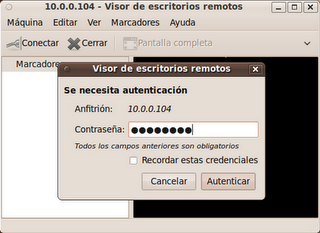 10.0.0.104 - Visor de escritorios remotos
Máquina Editar Ver Marcadores Ayuda
Conectar Cerrar Pantalla completa
Marcadores
Visor de escritorios remotos
Se necesita autenticación
Anfitrión: 10.0.0.104
Contraseña: ●●●●●●●●
Todos los campos anteriores son obligatorios
Recordar estas credenciales
Cancelar Autenticar